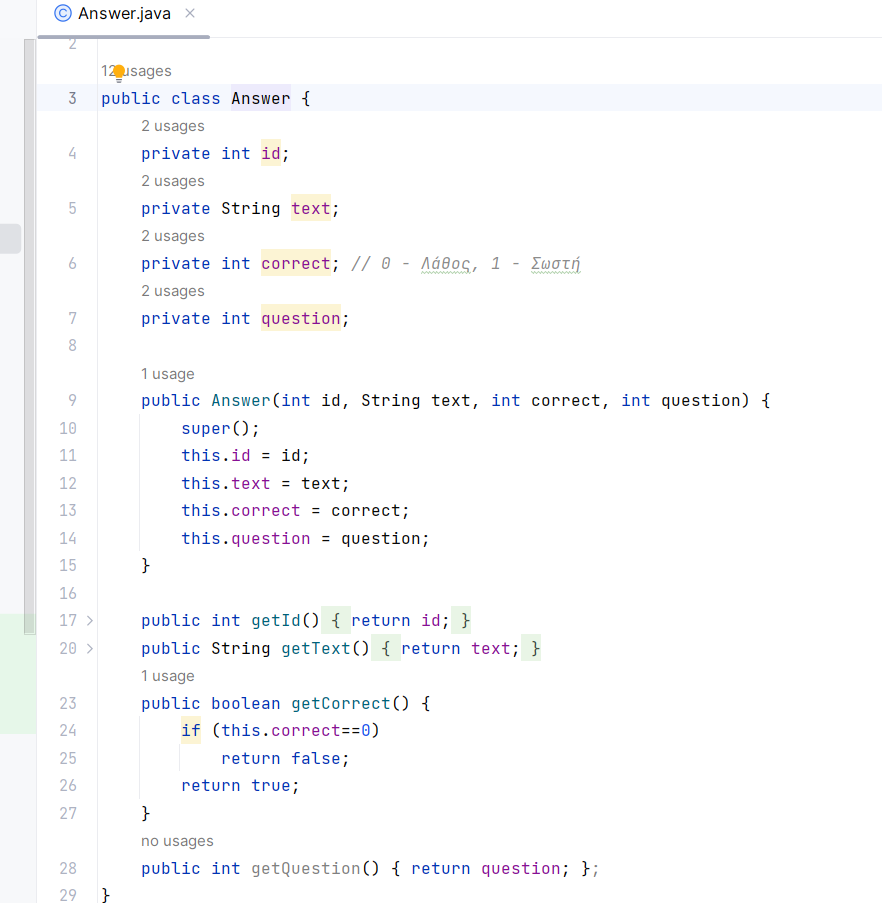 Answer.java
2
12 usages
3 public class Answer {
2 usages
4 private int id;
2 usages
5 private String text;
2 usages
6 private int correct; // 0 - Λάθος, 1 - Σωστή
2 usages
7 private int question;
8
1 usage
9 public Answer(int id, String text, int correct, int question) {
10 super();
11 this.id = id;
12 this.text = text;
13 this.correct = correct;
14 this.question = question;
15 }
16
17 public int getId() { return id; }
20 public String getText() { return text; }
1 usage
23 public boolean getCorrect() {
24 if (this.correct==0)
25 return false;
26 return true;
27 }
no usages
28 public int getQuestion() { return question; };
29 }